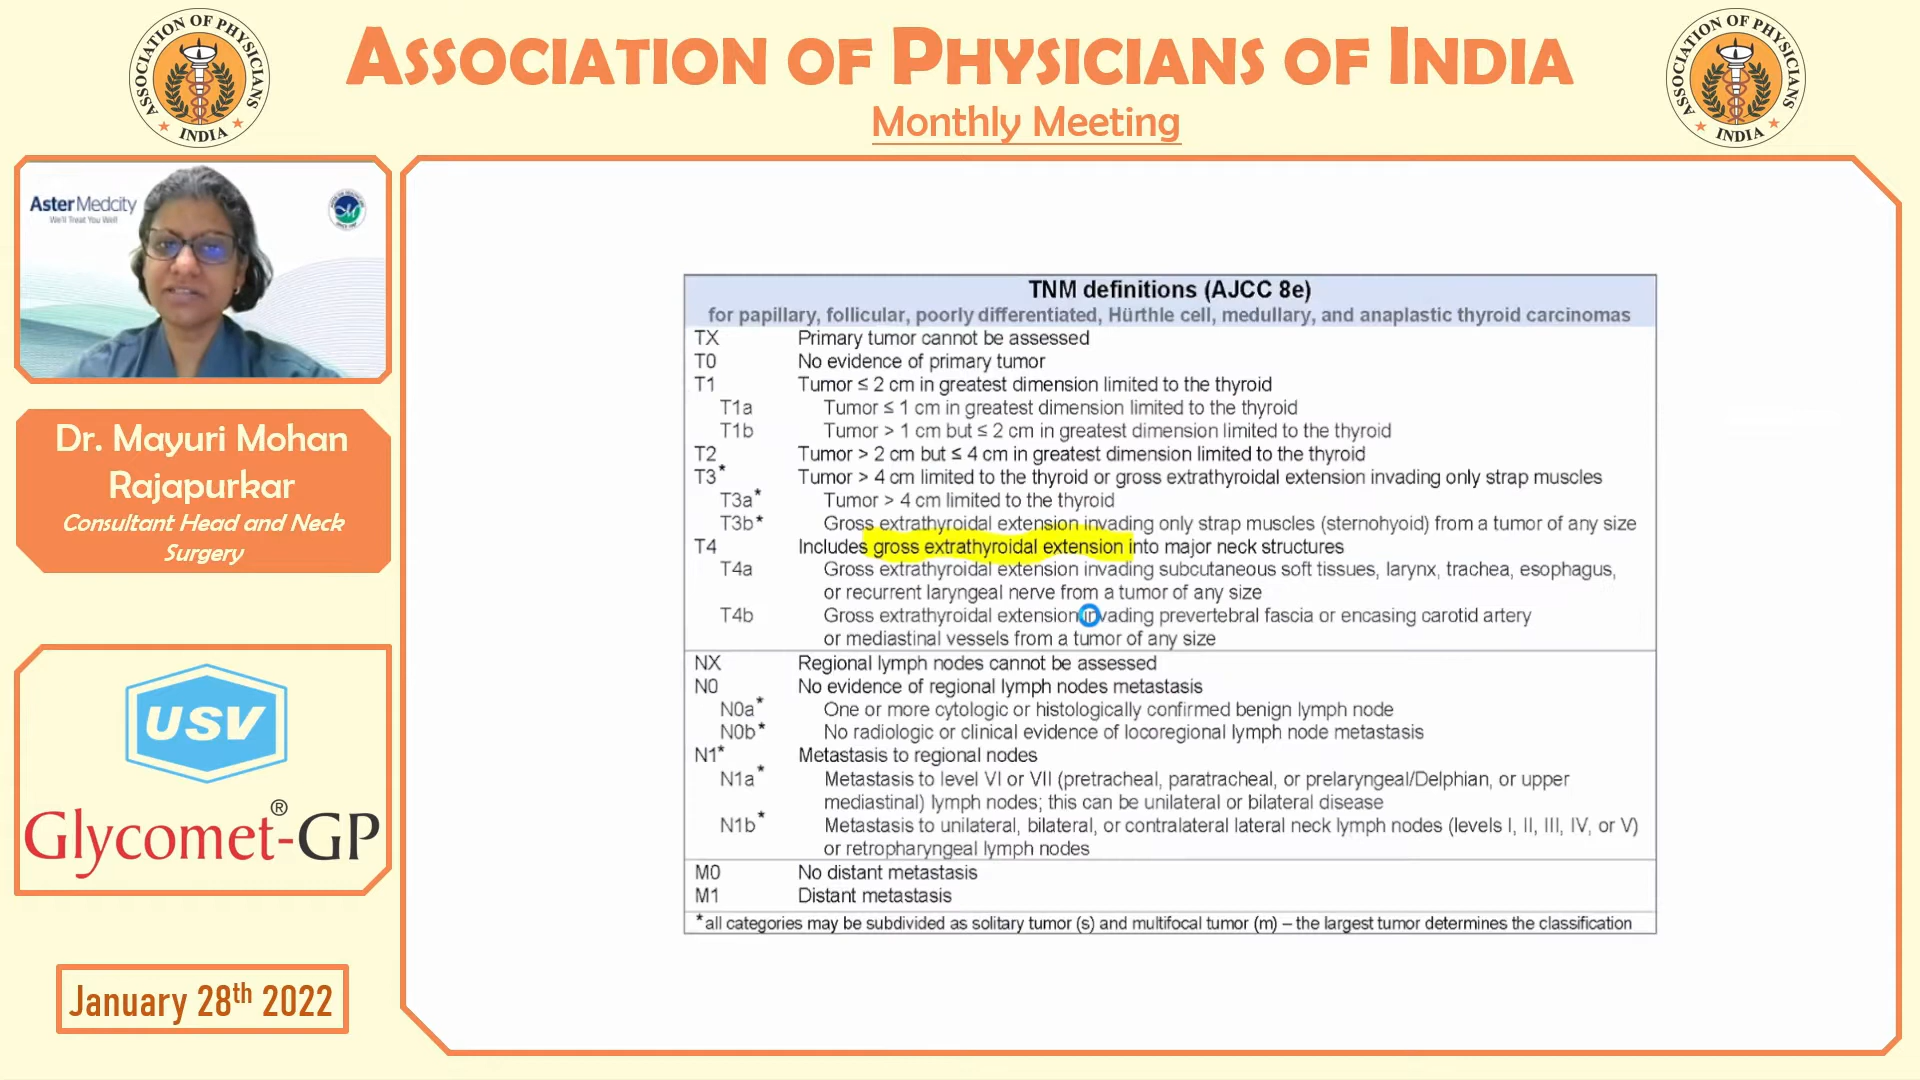 ASSOCIATION OF PHYSICIANS OF INDIA
Monthly Meeting
ASSOCIATION OF PHYSICIANS
INDIA
ASSOCIATION OF PHYSICIANS
INDIA
Aster Medcity
We'll Treat You Well
Dr. Mayuri Mohan
Rajapurkar
Consultant Head and Neck
Surgery
USV
Glycomet®-GP
January 28th 2022
TNM definitions (AJCC 8e)
for papillary, follicular, poorly differentiated, Hürthle cell, medullary, and anaplastic thyroid carcinomas
TX Primary tumor cannot be assessed
T0 No evidence of primary tumor
T1 Tumor ≤ 2 cm in greatest dimension limited to the thyroid
T1a Tumor ≤ 1 cm in greatest dimension limited to the thyroid
T1b Tumor > 1 cm but ≤ 2 cm in greatest dimension limited to the thyroid
T2 Tumor > 2 cm but ≤ 4 cm in greatest dimension limited to the thyroid
T3* Tumor > 4 cm limited to the thyroid or gross extrathyroidal extension invading only strap muscles
T3a* Tumor > 4 cm limited to the thyroid
T3b* Gross extrathyroidal extension invading only strap muscles (sternohyoid) from a tumor of any size
T4 Includes gross extrathyroidal extension into major neck structures
T4a Gross extrathyroidal extension invading subcutaneous soft tissues, larynx, trachea, esophagus,
or recurrent laryngeal nerve from a tumor of any size
T4b Gross extrathyroidal extension invading prevertebral fascia or encasing carotid artery
or mediastinal vessels from a tumor of any size
NX Regional lymph nodes cannot be assessed
N0 No evidence of regional lymph nodes metastasis
N0a* One or more cytologic or histologically confirmed benign lymph node
N0b* No radiologic or clinical evidence of locoregional lymph node metastasis
N1* Metastasis to regional nodes
N1a* Metastasis to level VI or VII (pretracheal, paratracheal, or prelaryngeal/Delphian, or upper
mediastinal) lymph nodes; this can be unilateral or bilateral disease
N1b* Metastasis to unilateral, bilateral, or contralateral lateral neck lymph nodes (levels I, II, III, IV, or V)
or retropharyngeal lymph nodes
M0 No distant metastasis
M1 Distant metastasis
*all categories may be subdivided as solitary tumor (s) and multifocal tumor (m) – the largest tumor determines the classification